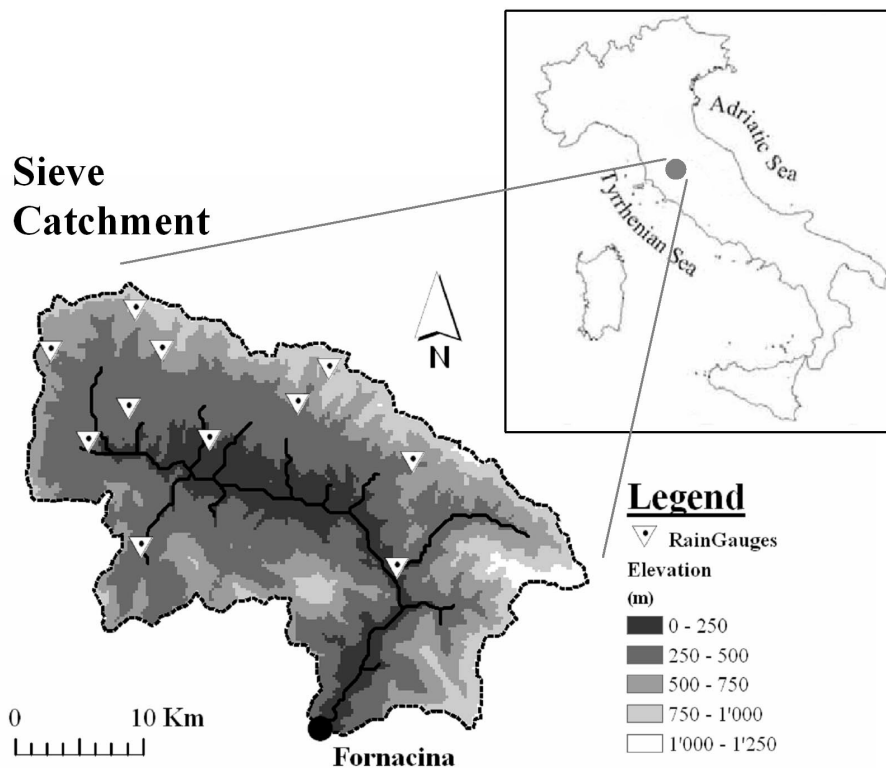 Sieve
Catchment
Adriatic Sea
Tyrrhenian Sea
N
Legend
RainGauges
Elevation
(m)
0 - 250
250 - 500
500 - 750
750 - 1'000
1'000 - 1'250
0 10 Km
Fornacina